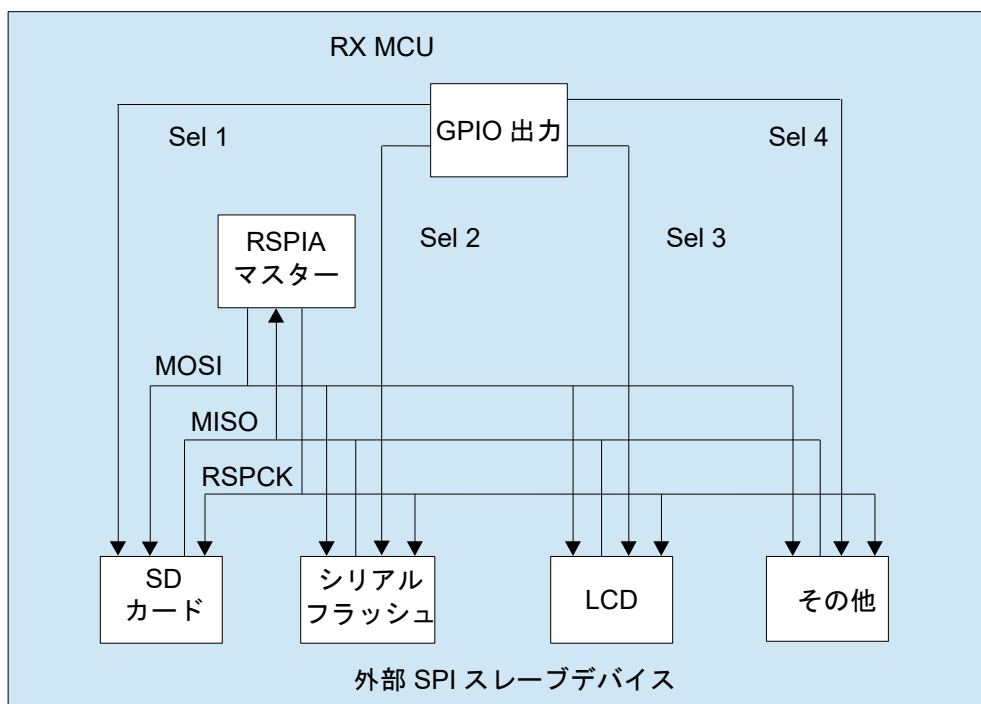 RX MCU
GPIO 出力
Sel 1
Sel 4
Sel 2
Sel 3
RSPIA
マスター
MOSI
MISO
RSPCK
SD
カード
シリアル
フラッシュ
LCD
その他
外部 SPI スレーブデバイス